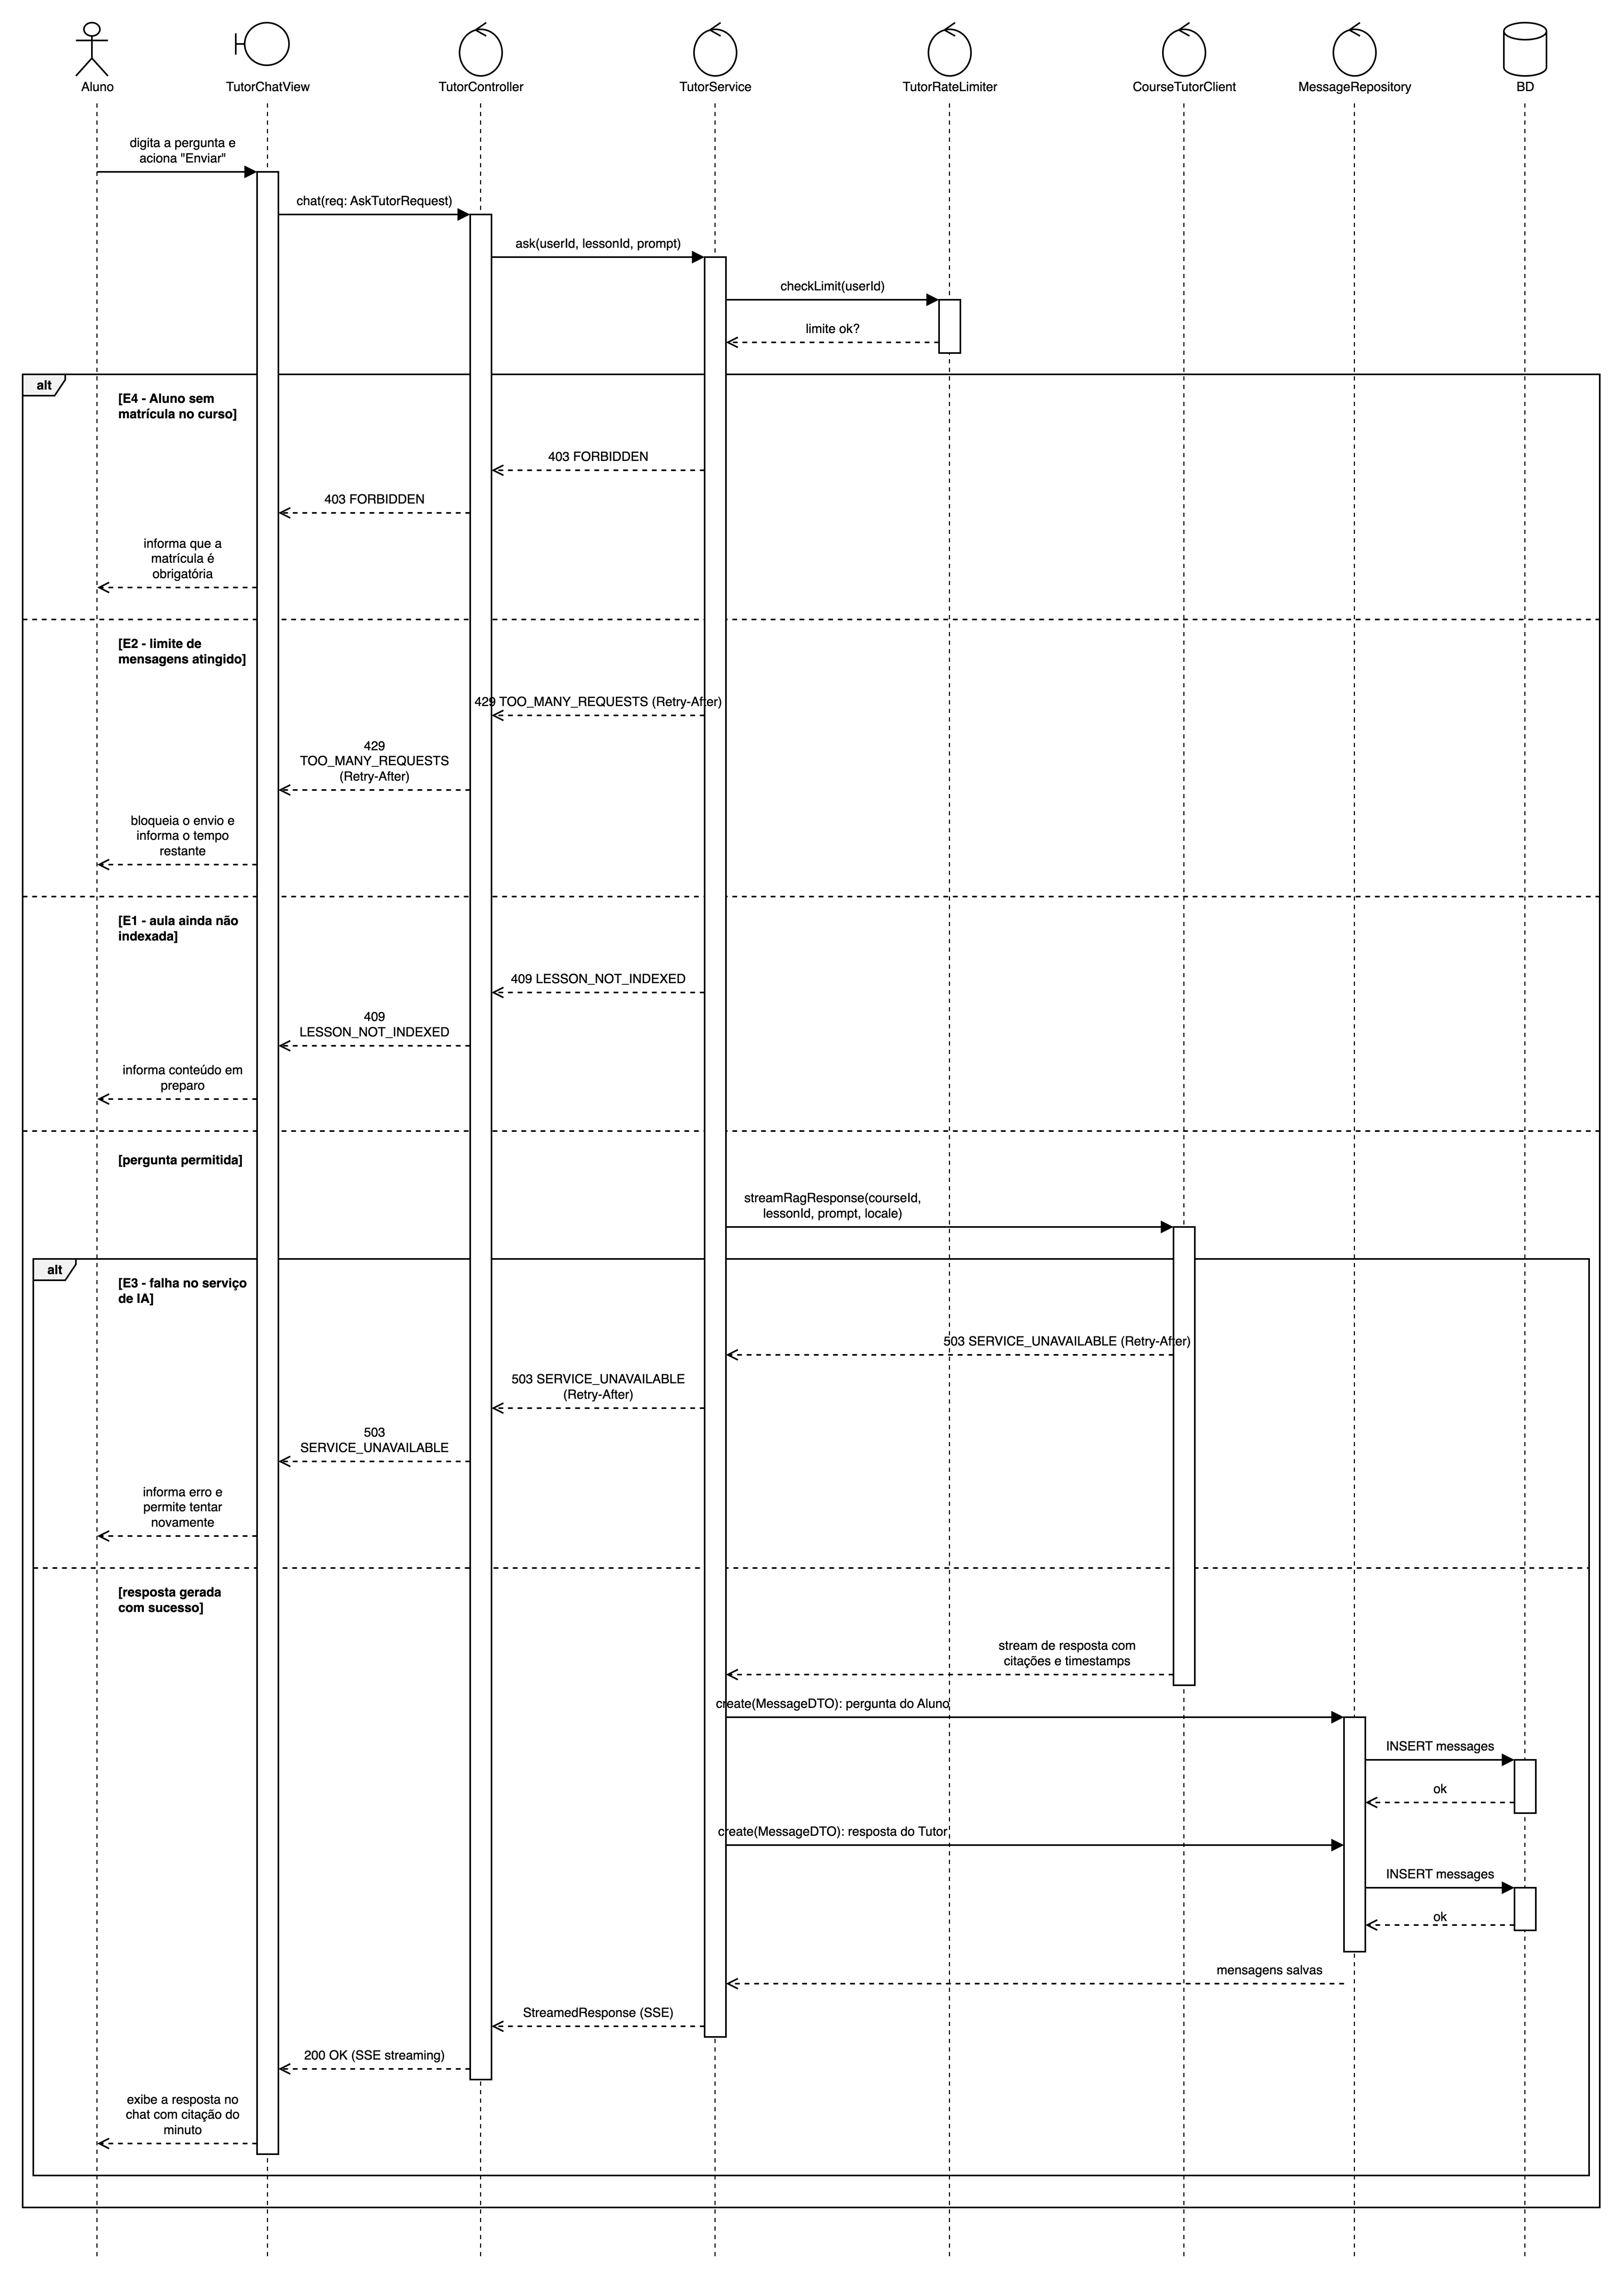 Aluno
TutorChatView
TutorController
TutorService
TutorRateLimiter
CourseTutorClient
MessageRepository
BD
digita a pergunta e
aciona "Enviar"
chat(req: AskTutorRequest)
ask(userId, lessonId, prompt)
checkLimit(userId)
limite ok?
alt
[E4 - Aluno sem
matrícula no curso]
403 FORBIDDEN
403 FORBIDDEN
informa que a
matrícula é
obrigatória
[E2 - limite de
mensagens atingido]
429 TOO_MANY_REQUESTS (Retry-After)
429
TOO_MANY_REQUESTS
(Retry-After)
bloqueia o envio e
informa o tempo
restante
[E1 - aula ainda não
indexada]
409 LESSON_NOT_INDEXED
409
LESSON_NOT_INDEXED
informa conteúdo em
preparo
[pergunta permitida]
streamRagResponse(courseId,
lessonId, prompt, locale)
alt
[E3 - falha no serviço
de IA]
503 SERVICE_UNAVAILABLE (Retry-After)
503 SERVICE_UNAVAILABLE
(Retry-After)
503
SERVICE_UNAVAILABLE
informa erro e
permite tentar
novamente
[resposta gerada
com sucesso]
stream de resposta com
citações e timestamps
create(MessageDTO): pergunta do Aluno
INSERT messages
ok
create(MessageDTO): resposta do Tutor
INSERT messages
ok
mensagens salvas
StreamedResponse (SSE)
200 OK (SSE streaming)
exibe a resposta no
chat com citação do
minuto